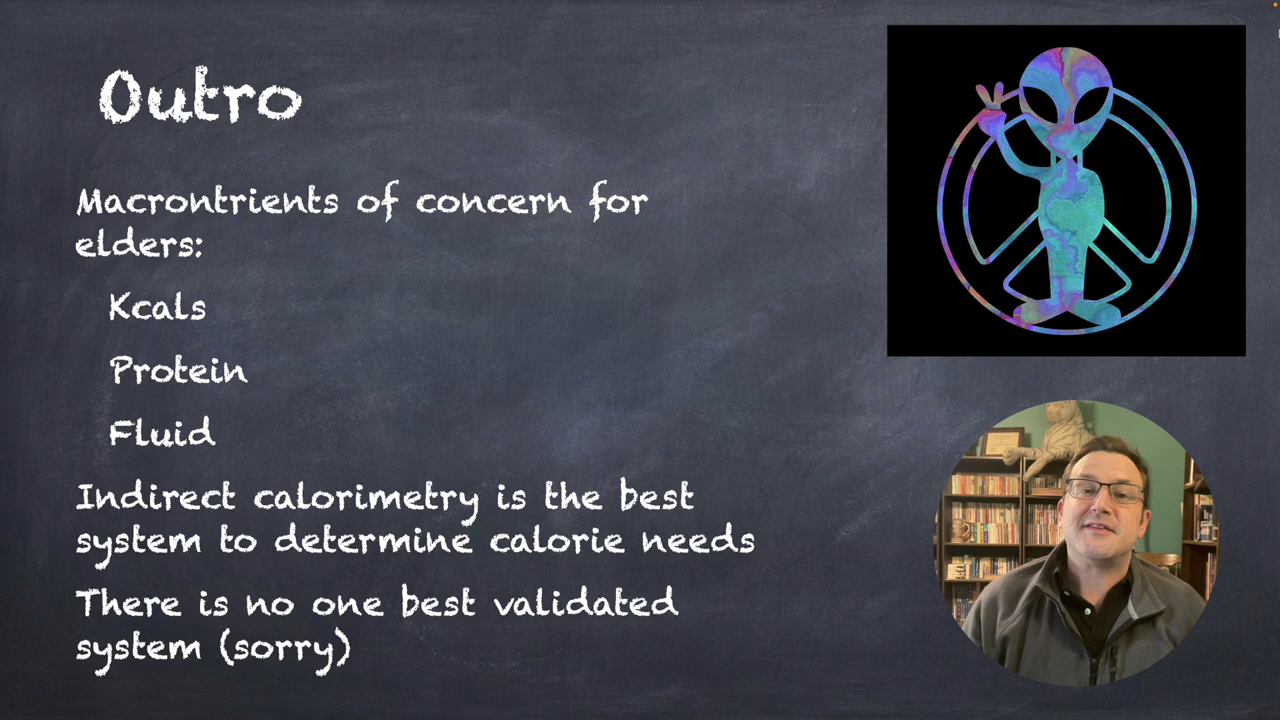 Outro
Macrontrients of concern for
elders:
Kcals
Protein
Fluid
Indirect calorimetry is the best
system to determine calorie needs
There is no one best validated
system (sorry)